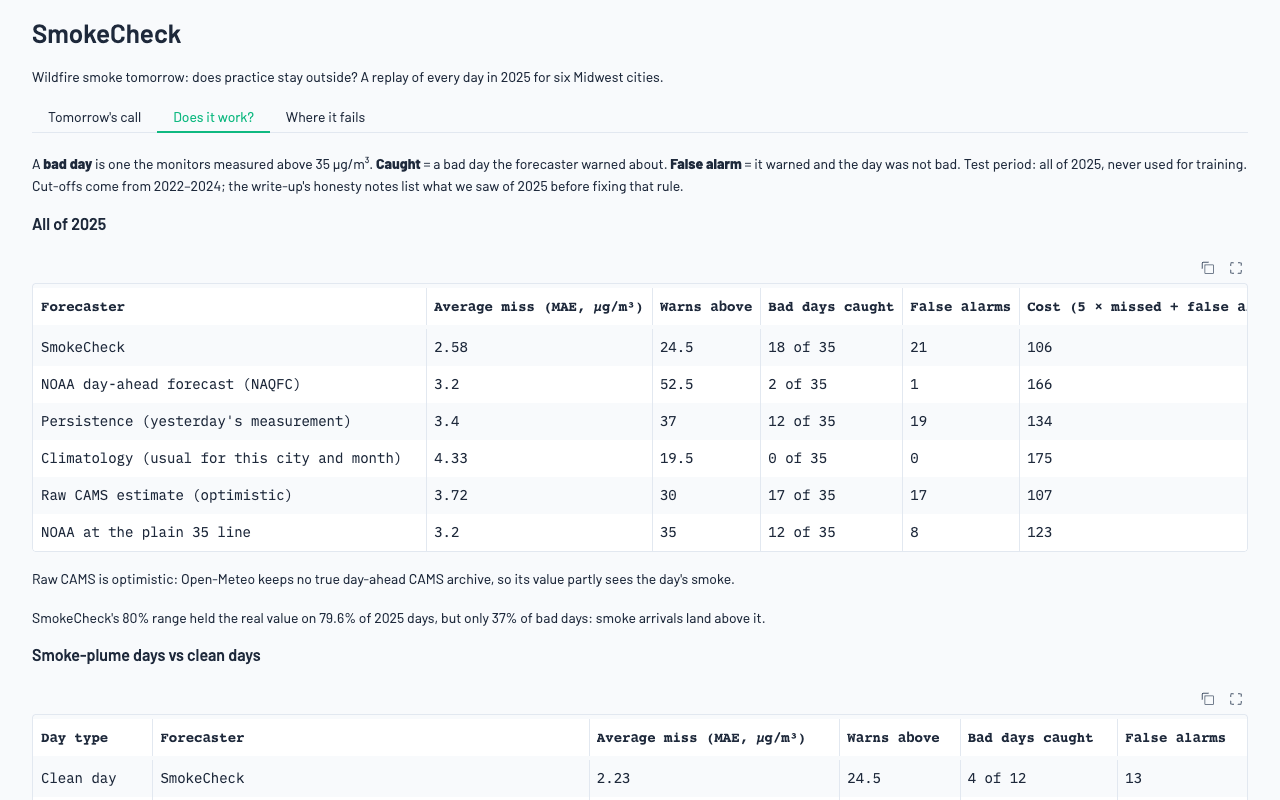 SmokeCheck
Wildfire smoke tomorrow: does practice stay outside? A replay of every day in 2025 for six Midwest cities.
Tomorrow's call Does it work? Where it fails
A bad day is one the monitors measured above 35 µg/m³. Caught = a bad day the forecaster warned about. False alarm = it warned and the day was not bad. Test period: all of 2025, never used for training.
Cut-offs come from 2022–2024; the write-up's honesty notes list what we saw of 2025 before fixing that rule.
All of 2025
Forecaster Average miss (MAE, µg/m³) Warns above Bad days caught False alarms Cost (5 × missed + false a
SmokeCheck 2.58 24.5 18 of 35 21 106
NOAA day-ahead forecast (NAQFC) 3.2 52.5 2 of 35 1 166
Persistence (yesterday's measurement) 3.4 37 12 of 35 19 134
Climatology (usual for this city and month) 4.33 19.5 0 of 35 0 175
Raw CAMS estimate (optimistic) 3.72 30 17 of 35 17 107
NOAA at the plain 35 line 3.2 35 12 of 35 8 123
Raw CAMS is optimistic: Open-Meteo keeps no true day-ahead CAMS archive, so its value partly sees the day's smoke.
SmokeCheck's 80% range held the real value on 79.6% of 2025 days, but only 37% of bad days: smoke arrivals land above it.
Smoke-plume days vs clean days
Day type Forecaster Average miss (MAE, µg/m³) Warns above Bad days caught False alarms
Clean day SmokeCheck 2.23 24.5 4 of 12 13